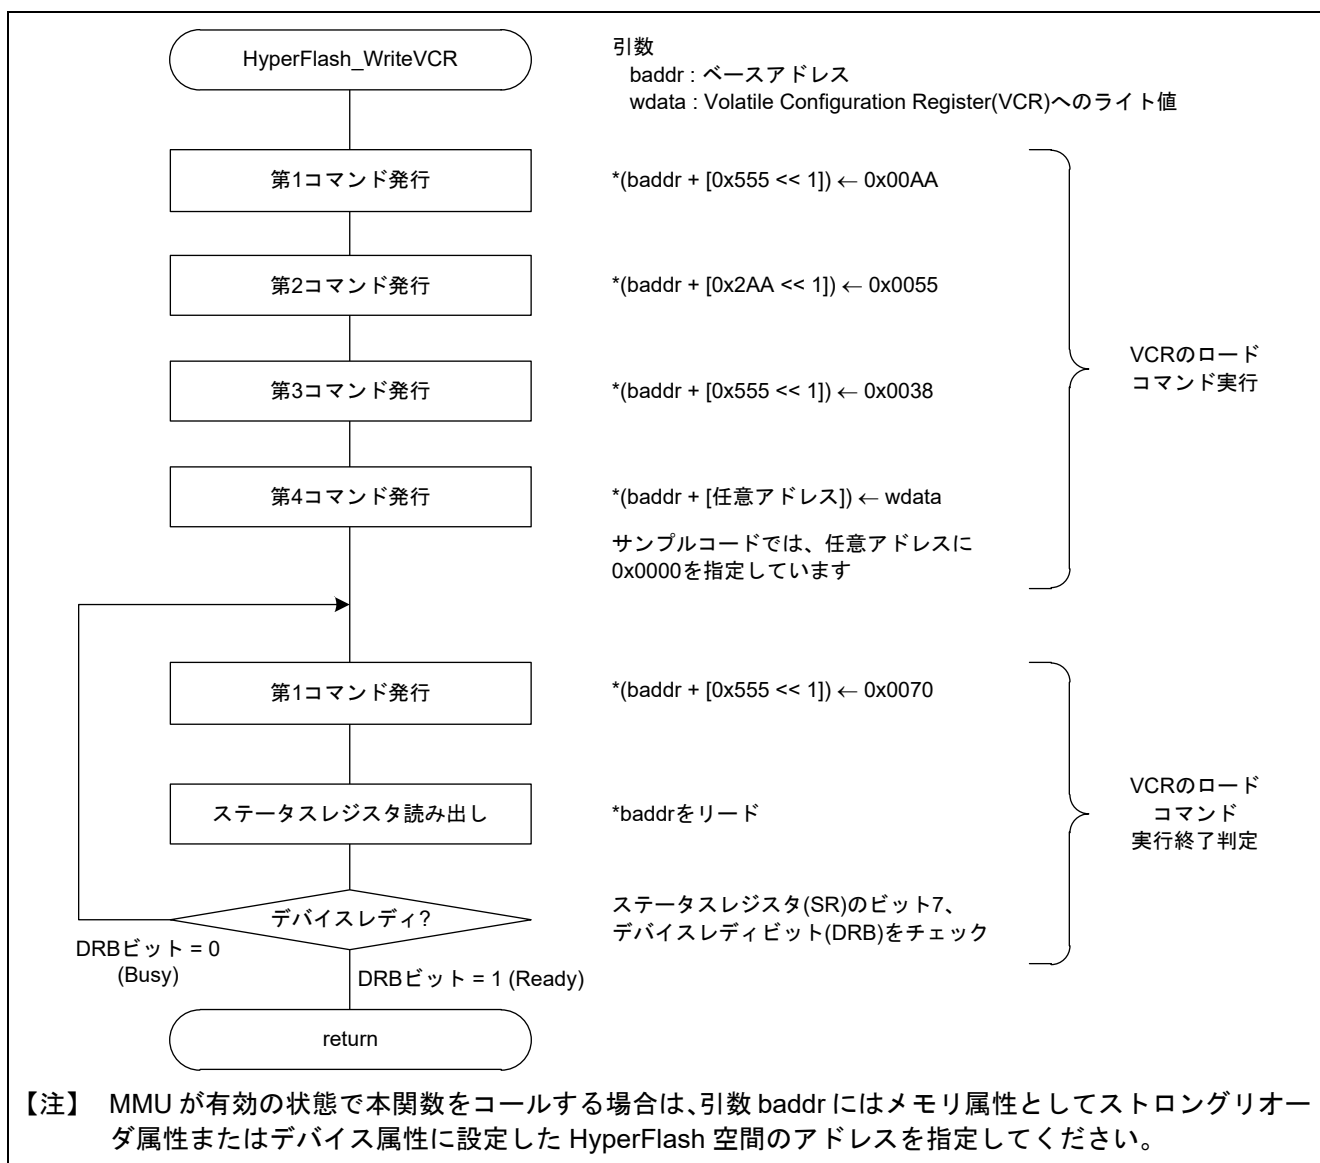 HyperFlash_WriteVCR
引数
baddr : ベースアドレス
wdata : Volatile Configuration Register(VCR)へのライト値
第1コマンド発行
*(baddr + [0x555 << 1]) ← 0x00AA
第2コマンド発行
*(baddr + [0x2AA << 1]) ← 0x0055
第3コマンド発行
*(baddr + [0x555 << 1]) ← 0x0038
第4コマンド発行
*(baddr + [任意アドレス]) ← wdata
サンプルコードでは、任意アドレスに
0x0000を指定しています
VCRのロード
コマンド実行
第1コマンド発行
*(baddr + [0x555 << 1]) ← 0x0070
ステータスレジスタ読み出し
*baddrをリード
デバイスレディ?
ステータスレジスタ(SR)のビット7、
デバイスレディビット(DRB)をチェック
VCRのロード
コマンド
実行終了判定
DRBビット = 0
(Busy)
DRBビット = 1 (Ready)
return
【注】 MMU が有効の状態で本関数をコールする場合は、引数 baddr にはメモリ属性としてストロングリオー
ダ属性またはデバイス属性に設定した HyperFlash 空間のアドレスを指定してください。